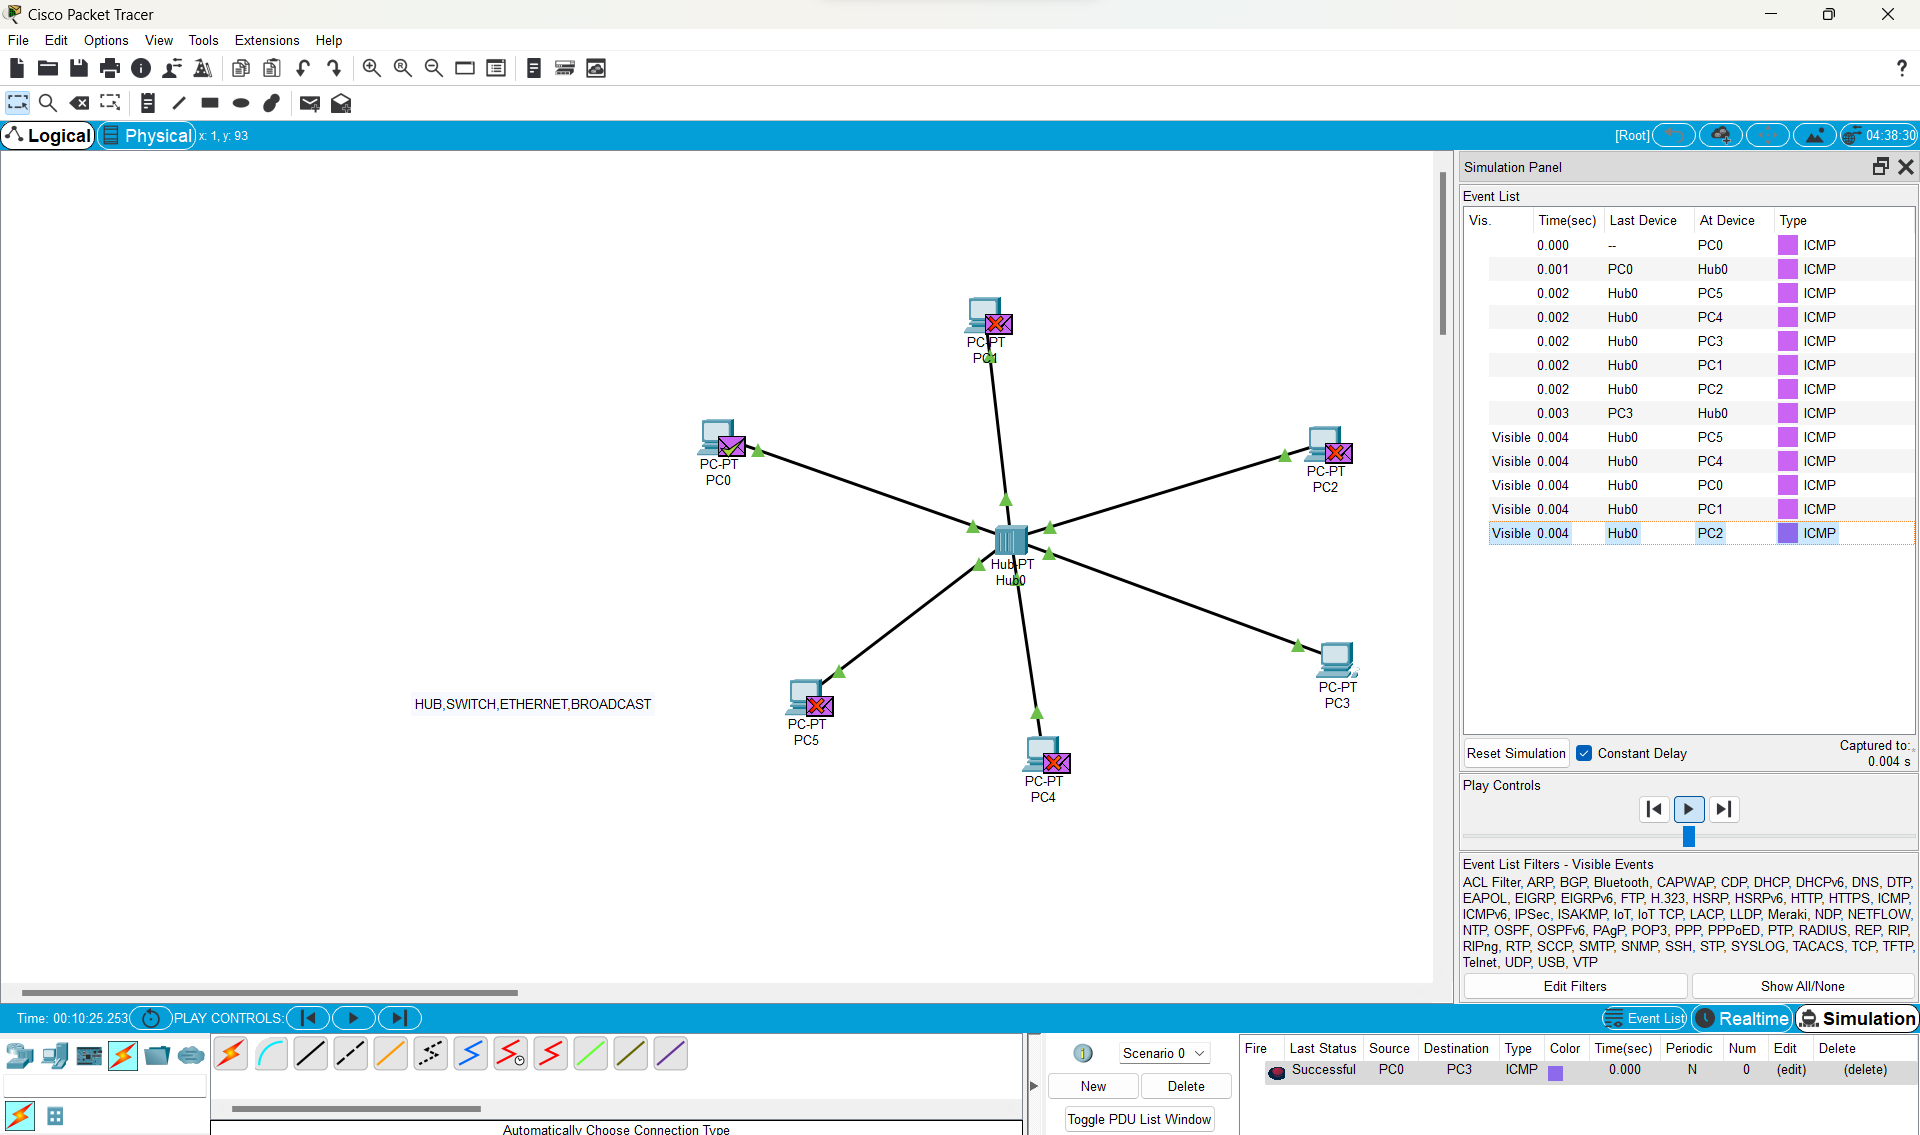 Cisco Packet Tracer
File Edit Options View Tools Extensions Help
?
Logical Physical x: 1, y: 93 [Root] 04:38:30
Simulation Panel
Event List
Vis. Time(sec) Last Device At Device Type
0.000 -- PC0 ICMP
0.001 PC0 Hub0 ICMP
0.002 Hub0 PC5 ICMP
0.002 Hub0 PC4 ICMP
0.002 Hub0 PC3 ICMP
0.002 Hub0 PC1 ICMP
0.002 Hub0 PC2 ICMP
0.003 PC3 Hub0 ICMP
Visible 0.004 Hub0 PC5 ICMP
Visible 0.004 Hub0 PC4 ICMP
Visible 0.004 Hub0 PC0 ICMP
Visible 0.004 Hub0 PC1 ICMP
Visible 0.004 Hub0 PC2 ICMP
PC-PT
PC1
PC-PT
PC0
PC-PT
PC2
Hub-PT
Hub0
PC-PT
PC3
HUB,SWITCH,ETHERNET,BROADCAST
PC-PT
PC5
PC-PT
PC4
Reset Simulation Constant Delay Captured to:
0.004 s
Play Controls
Event List Filters - Visible Events
ACL Filter, ARP, BGP, Bluetooth, CAPWAP, CDP, DHCP, DHCPv6, DNS, DTP,
EAPOL, EIGRP, EIGRPv6, FTP, H.323, HSRP, HSRPv6, HTTP, HTTPS, ICMP,
ICMPv6, IPSec, ISAKMP, IoT, IoT TCP, LACP, LLDP, Meraki, NDP, NETFLOW,
NTP, OSPF, OSPFv6, PAgP, POP3, PPP, PPPoED, PTP, RADIUS, REP, RIP,
RIPng, RTP, SCCP, SMTP, SNMP, SSH, STP, SYSLOG, TACACS, TCP, TFTP,
Telnet, UDP, USB, VTP
Edit Filters Show All/None
Time: 00:10:25.253 PLAY CONTROLS: Event List Realtime Simulation
Scenario 0
New Delete
Toggle PDU List Window
Fire Last Status Source Destination Type Color Time(sec) Periodic Num Edit Delete
Successful PC0 PC3 ICMP 0.000 N 0 (edit) (delete)
Automatically Choose Connection Type